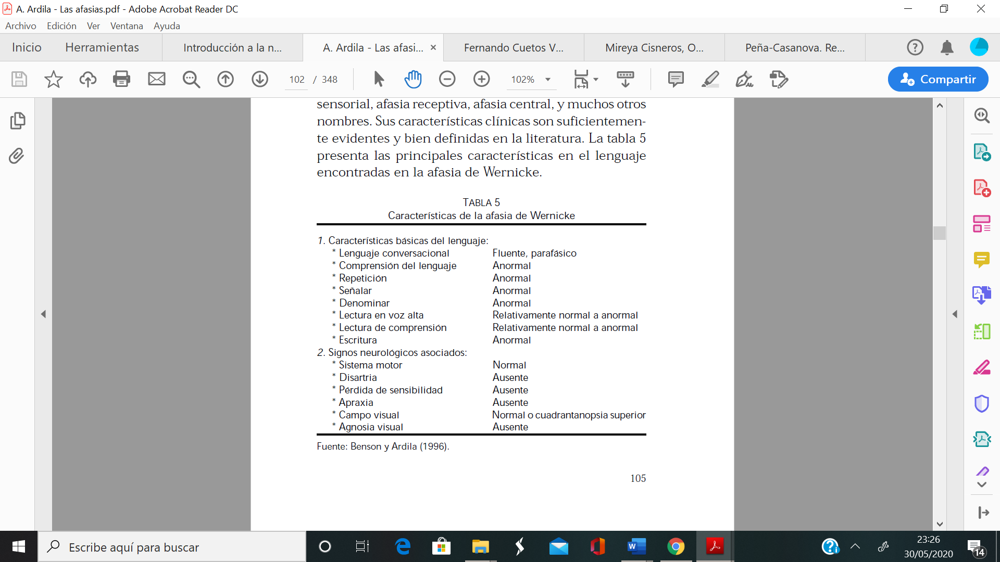 A. Ardila - Las afasias.pdf - Adobe Acrobat Reader DC
Archivo Edición Ver Ventana Ayuda
Inicio Herramientas Introducción a la n... A. Ardila - Las afasi... × Fernando Cuetos V... Mireya Cisneros, O... Peña-Casanova. Re...
102 / 348 102% Compartir
sensorial, afasia receptiva, afasia central, y muchos otros
nombres. Sus características clínicas son suficientemen-
te evidentes y bien definidas en la literatura. La tabla 5
presenta las principales características en el lenguaje
encontradas en la afasia de Wernicke.
TABLA 5
Características de la afasia de Wernicke
1. Características básicas del lenguaje:
* Lenguaje conversacional Fluente, parafásico
* Comprensión del lenguaje Anormal
* Repetición Anormal
* Señalar Anormal
* Denominar Anormal
* Lectura en voz alta Relativamente normal a anormal
* Lectura de comprensión Relativamente normal a anormal
* Escritura Anormal
2. Signos neurológicos asociados:
* Sistema motor Normal
* Disartria Ausente
* Pérdida de sensibilidad Ausente
* Apraxia Ausente
* Campo visual Normal o cuadrantanopsia superior
* Agnosia visual Ausente
Fuente: Benson y Ardila (1996).
105
Escribe aquí para buscar
23:26
30/05/2020
14